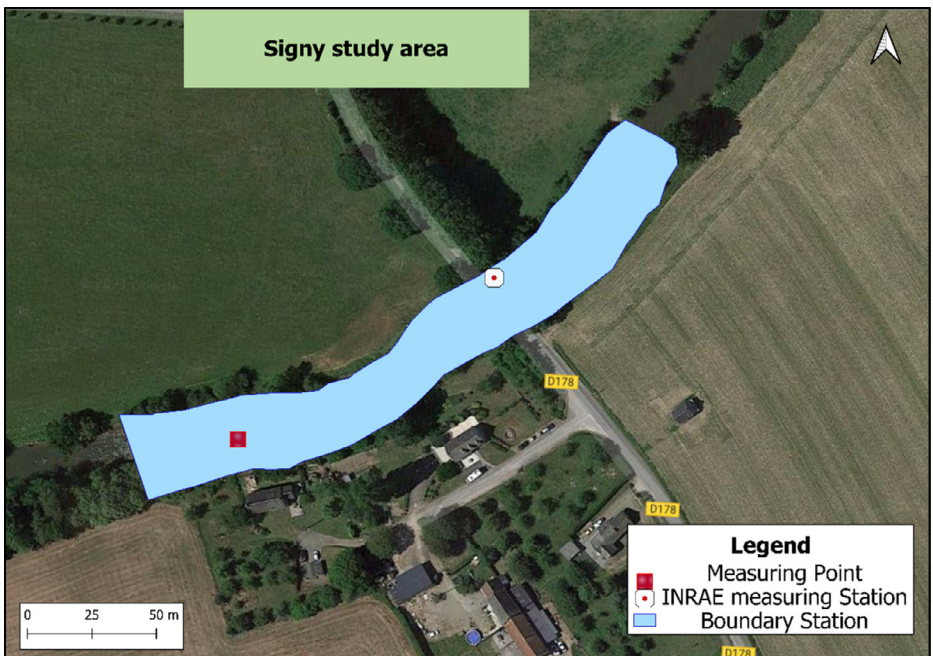 Signy study area
D178
D178
Legend
Measuring Point
INRAE measuring Station
Boundary Station
0 25 50 m
D178